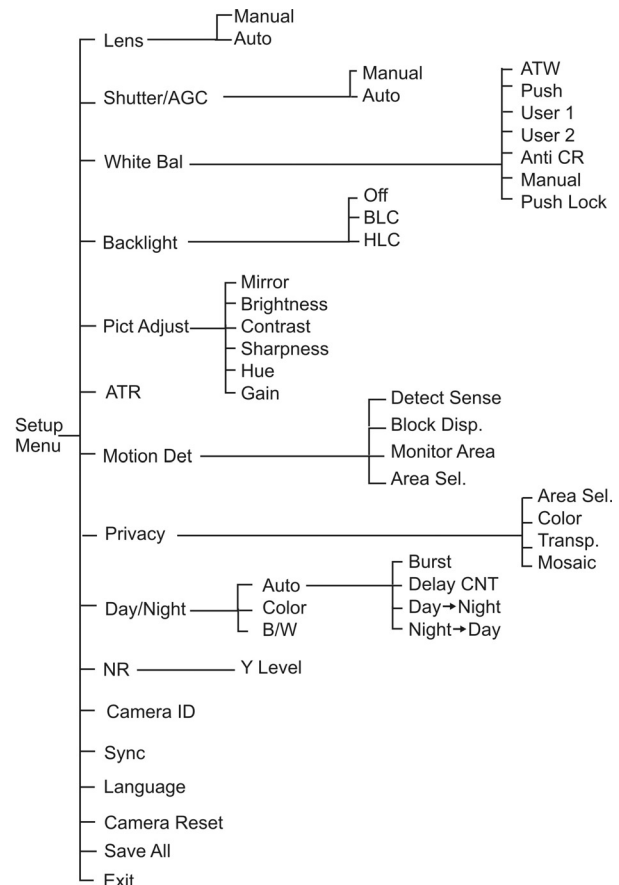 Setup
Menu
Lens
Manual
Auto
Shutter/AGC
Manual
Auto
White Bal
ATW
Push
User 1
User 2
Anti CR
Manual
Push Lock
Backlight
Off
BLC
HLC
Pict Adjust
Mirror
Brightness
Contrast
Sharpness
Hue
Gain
ATR
Motion Det
Detect Sense
Block Disp.
Monitor Area
Area Sel.
Privacy
Area Sel.
Color
Transp.
Mosaic
Day/Night
Auto
Color
B/W
Burst
Delay CNT
Day→Night
Night→Day
NR
Y Level
Camera ID
Sync
Language
Camera Reset
Save All
Exit